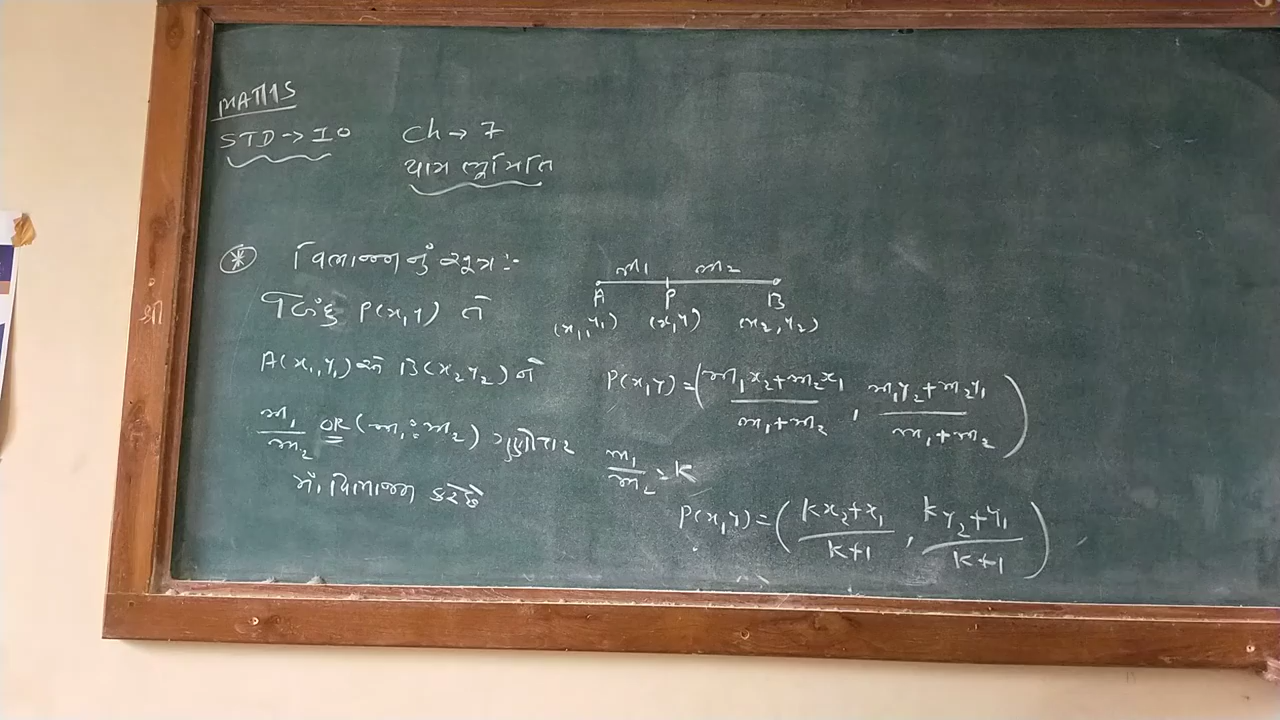 MATHS
STD → 10
Ch → 7
યામ ભૂમિતિ
* વિભાજન નું સૂત્ર :-
બિંદુ P(x, y) તે
A(x₁, y₁) અને B(x₂ y₂) ને
m₁/m₂ OR (m₁ : m₂) ગુણોત્તર
માં વિભાજન કરે છે
m₁ m₂
A P B
(x₁, y₁) (x, y) (x₂, y₂)
P(x, y) = ((m₁x₂ + m₂x₁)/(m₁ + m₂), (m₁y₂ + m₂y₁)/(m₁ + m₂))
m₁/m₂ = k
P(x, y) = ((kx₂ + x₁)/(k+1), (ky₂ + y₁)/(k+1))
શ્રી